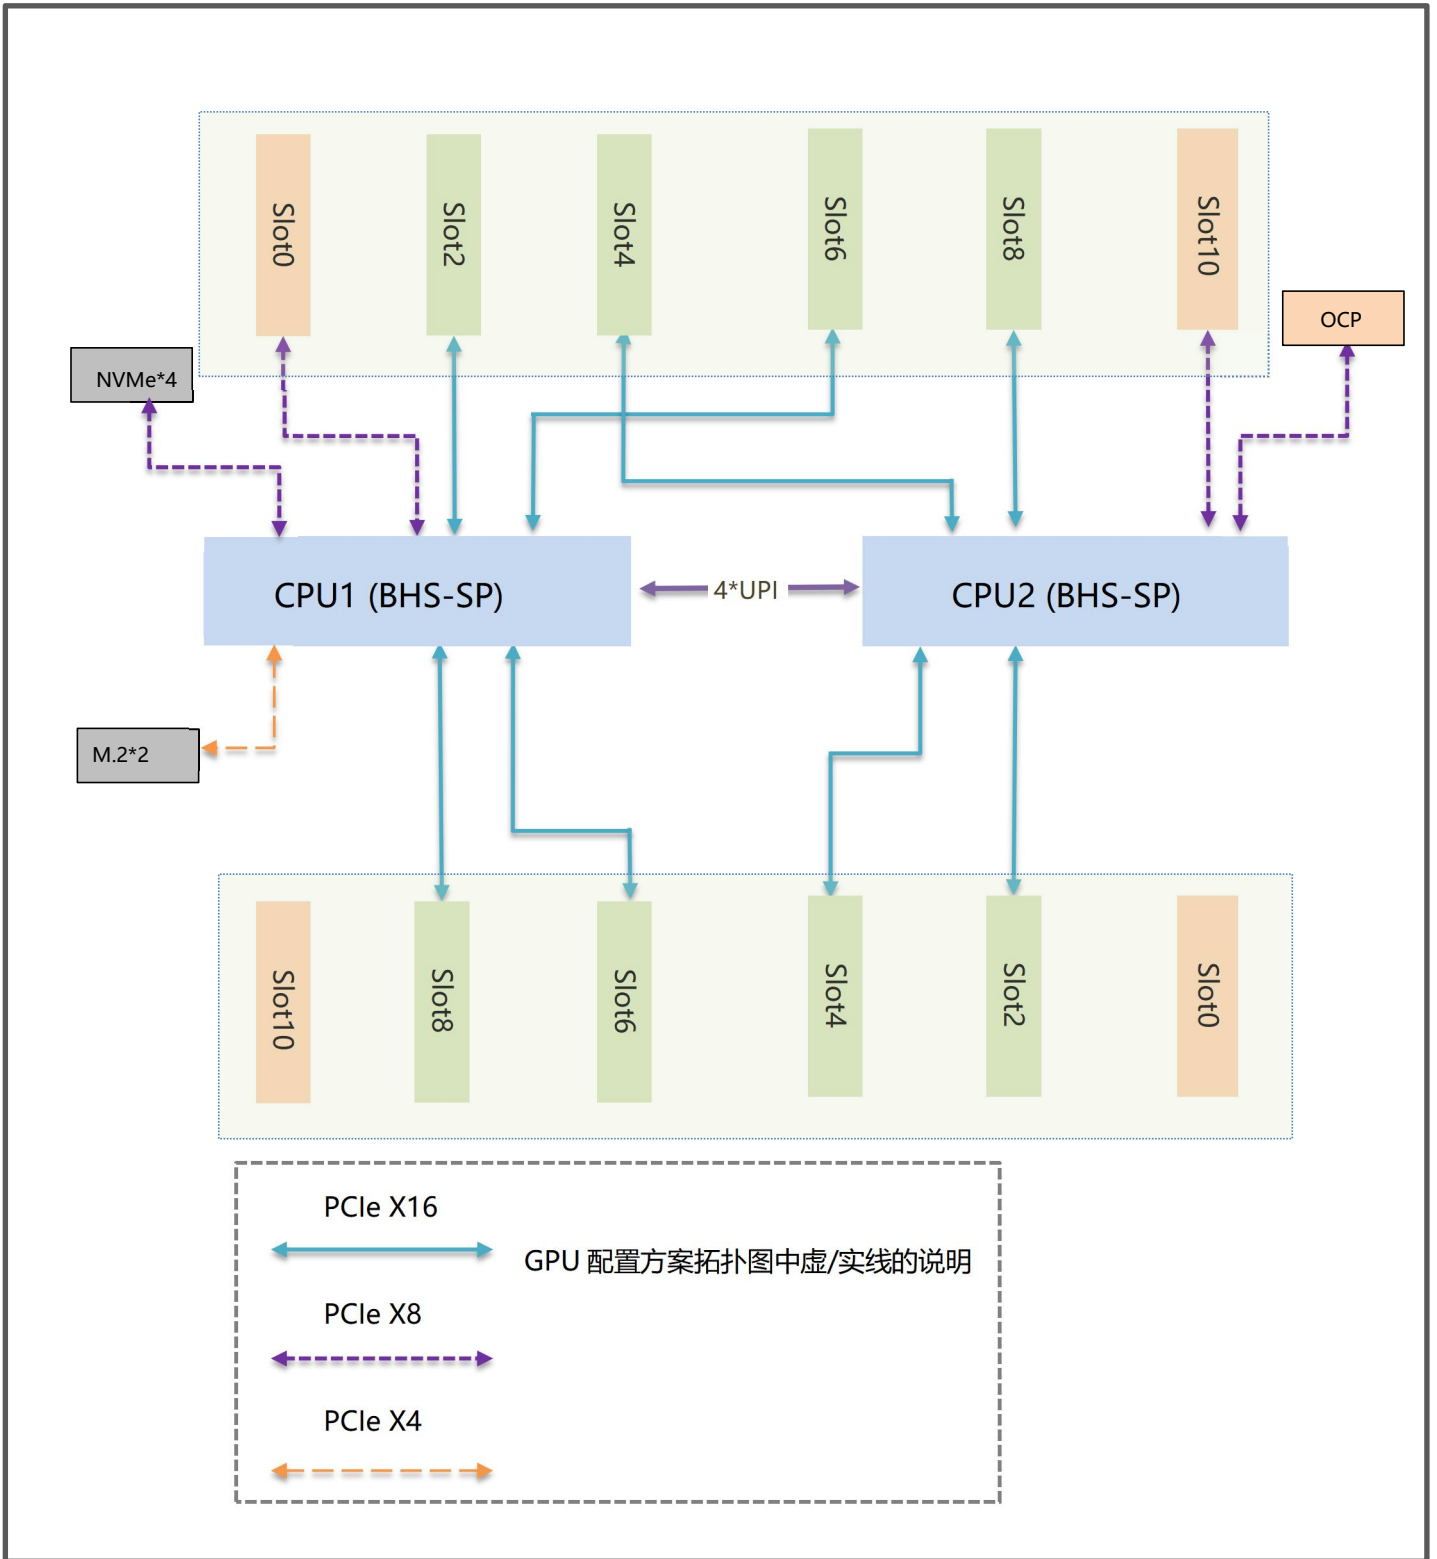 Slot0
Slot2
Slot4
Slot6
Slot8
Slot10
OCP
NVMe*4
CPU1 (BHS-SP)
4*UPI
CPU2 (BHS-SP)
M.2*2
Slot10
Slot8
Slot6
Slot4
Slot2
Slot0
PCIe X16
GPU 配置方案拓扑图中虚/实线的说明
PCIe X8
PCIe X4